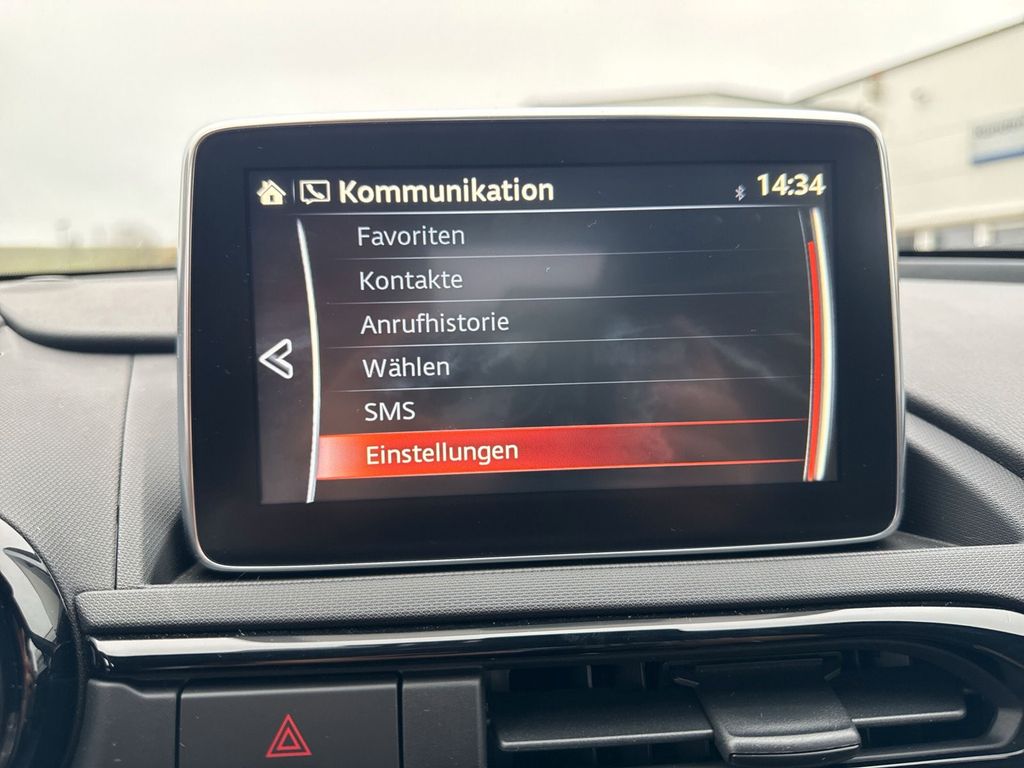 Kommunikation 14:34
Favoriten
Kontakte
Anrufhistorie
Wählen
SMS
Einstellungen